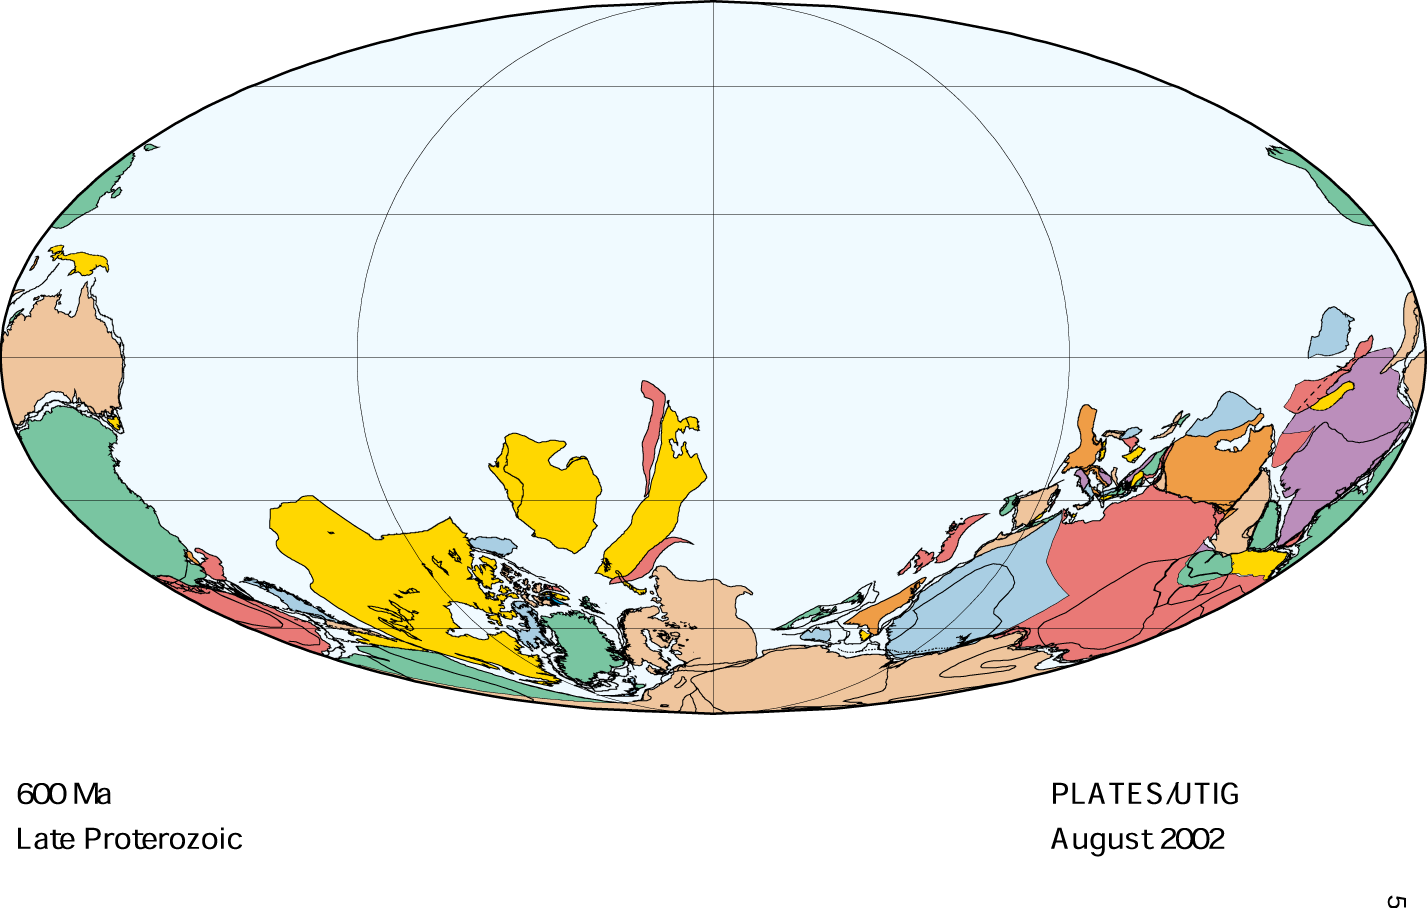 600 Ma
Late Proterozoic
PLATES/UTIG
August 2002
5